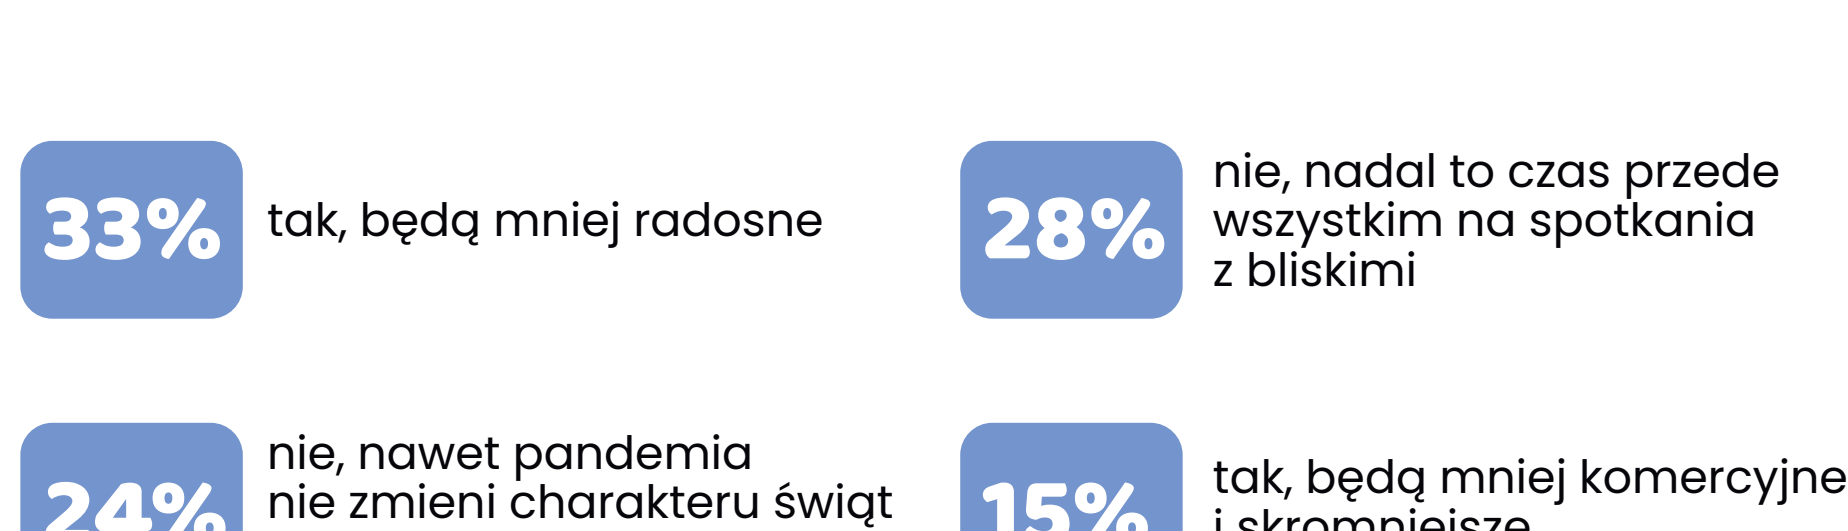 33%
tak, będą mniej radosne
28%
nie, nadal to czas przede
wszystkim na spotkania
z bliskimi
24%
nie, nawet pandemia
nie zmieni charakteru świąt
15%
tak, będą mniej komercyjne
i skromniejsze